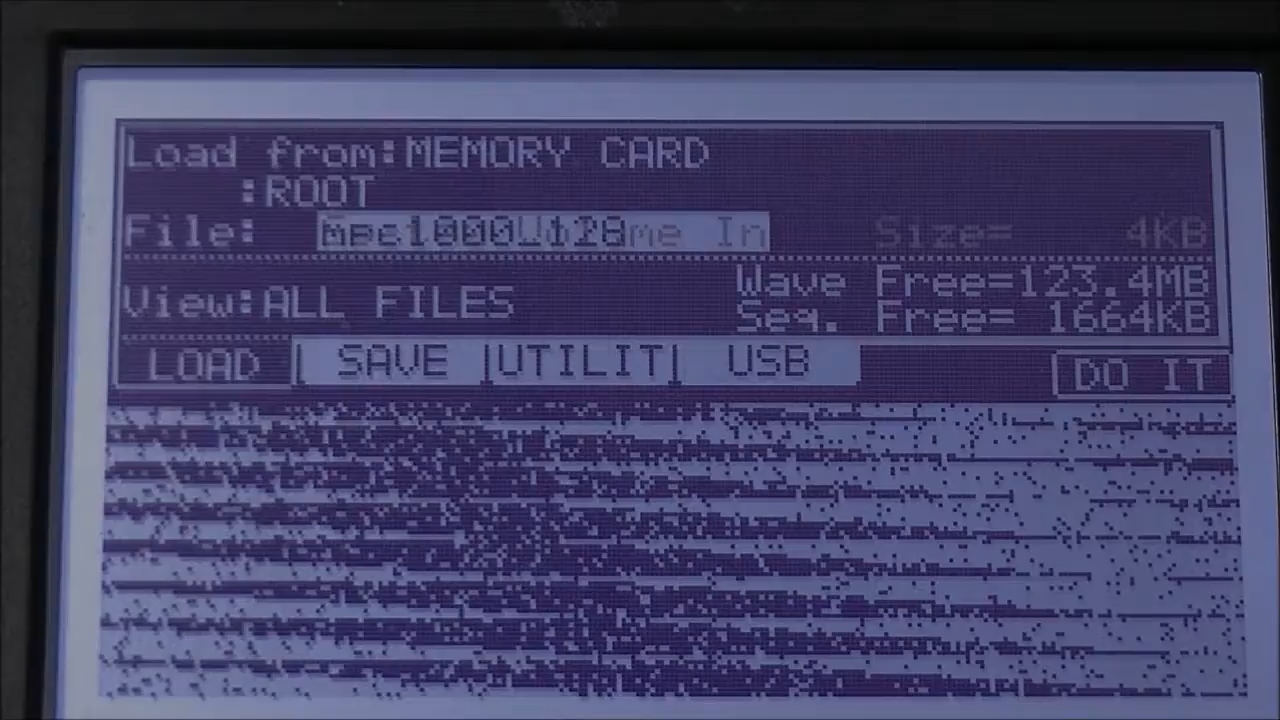 Load from:MEMORY CARD
:ROOT
File: Size= 4KB
View:ALL FILES
Wave Free=123.4MB
Seq. Free= 1664KB
LOAD SAVE UTILIT USB DO IT